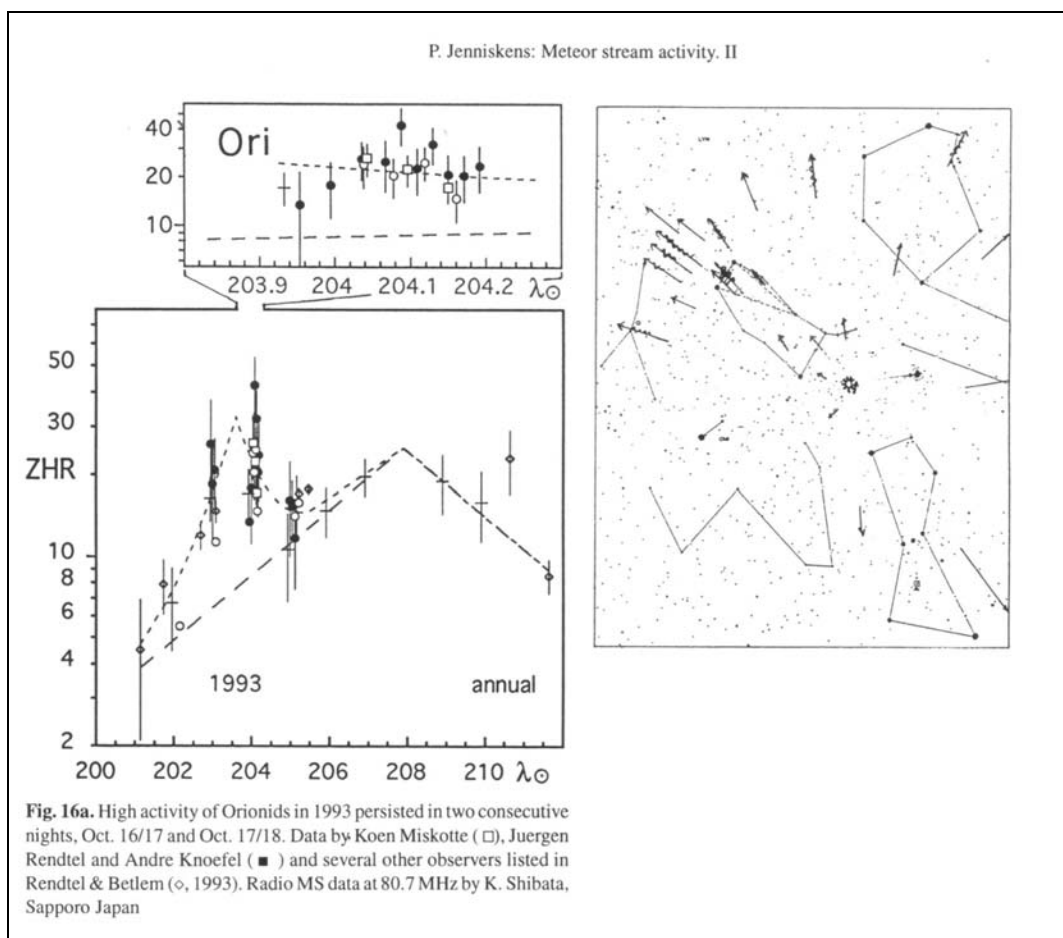 P. Jenniskens: Meteor stream activity. II
40
Ori
20
10
203.9 204 204.1 204.2 λ⊙
50
30
ZHR
10
8
6
4
1993 annual
2
200 202 204 206 208 210 λ⊙
Fig. 16a. High activity of Orionids in 1993 persisted in two consecutive
nights, Oct. 16/17 and Oct. 17/18. Data by Koen Miskotte (□), Juergen
Rendtel and Andre Knoefel ( ■ ) and several other observers listed in
Rendtel & Betlem (◇, 1993). Radio MS data at 80.7 MHz by K. Shibata,
Sapporo Japan